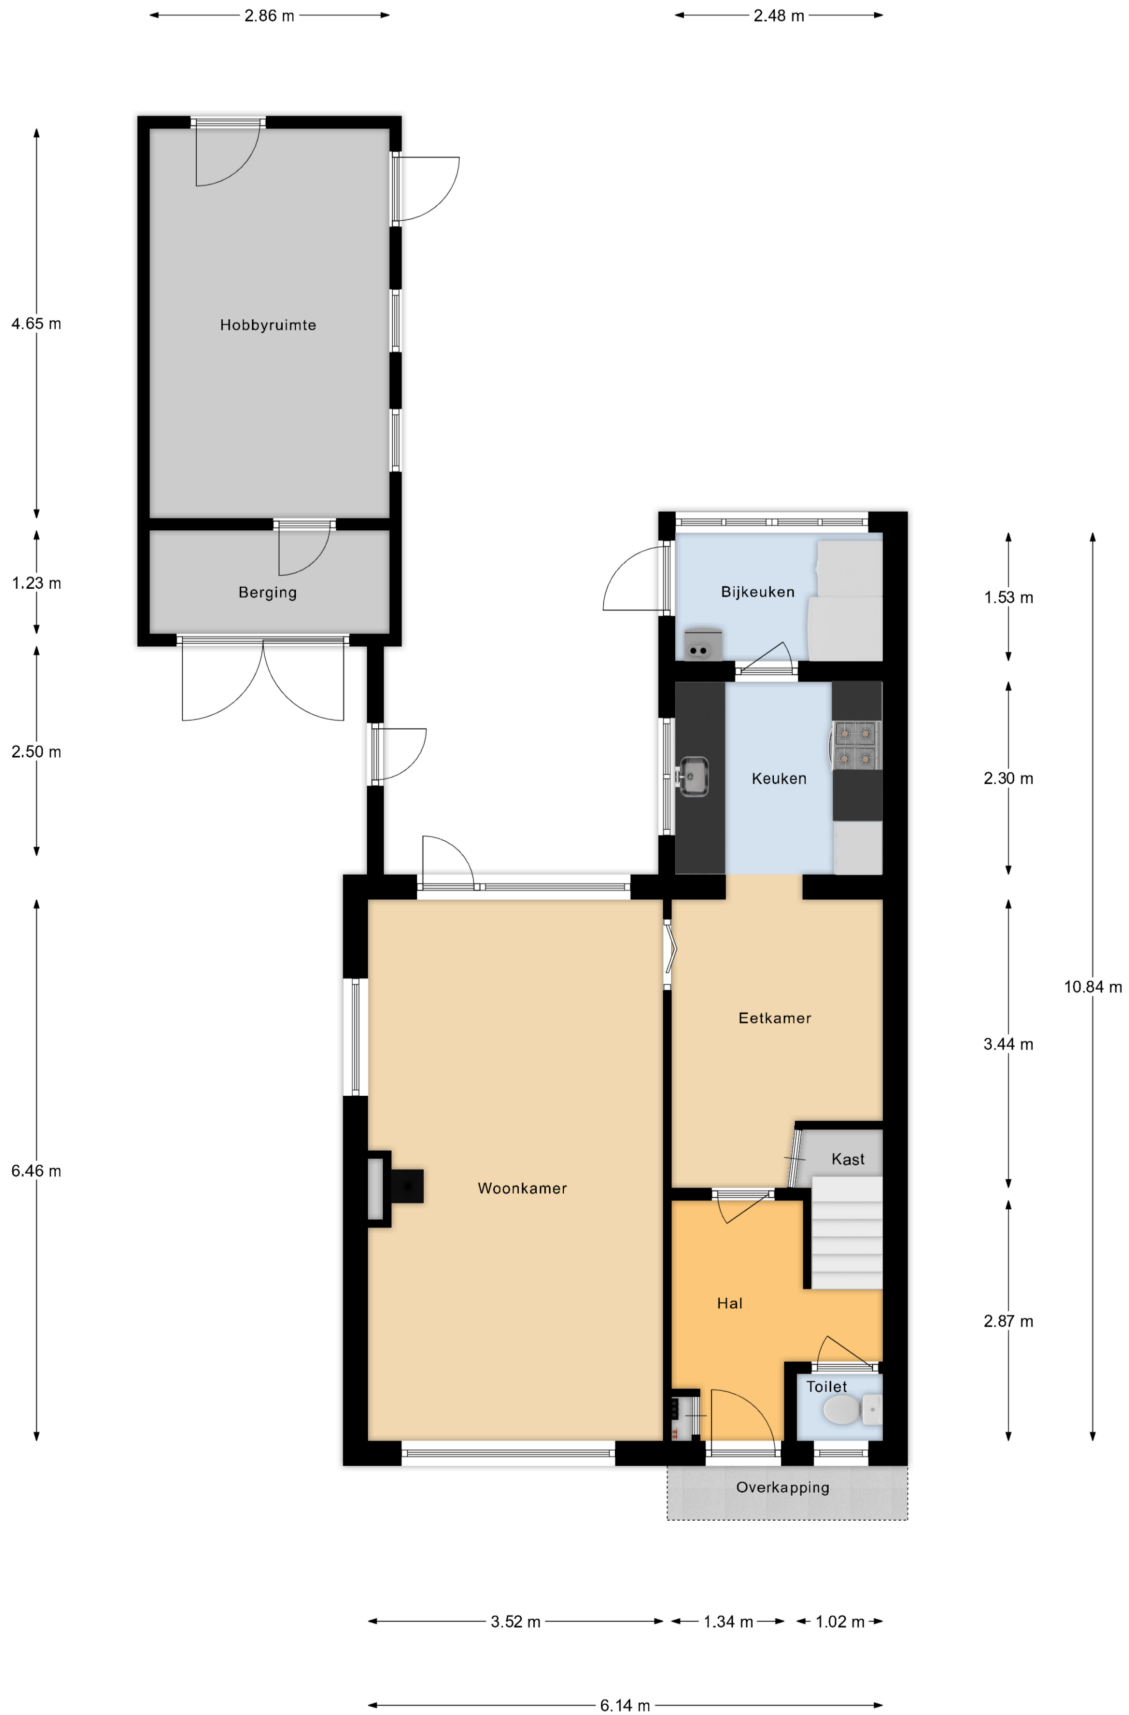 2.86 m
2.48 m
4.65 m
Hobbyruimte
1.23 m
Berging
Bijkeuken
1.53 m
2.50 m
Keuken
2.30 m
10.84 m
Eetkamer
3.44 m
Kast
6.46 m
Woonkamer
Hal
2.87 m
Toilet
Overkapping
3.52 m
1.34 m
1.02 m
6.14 m